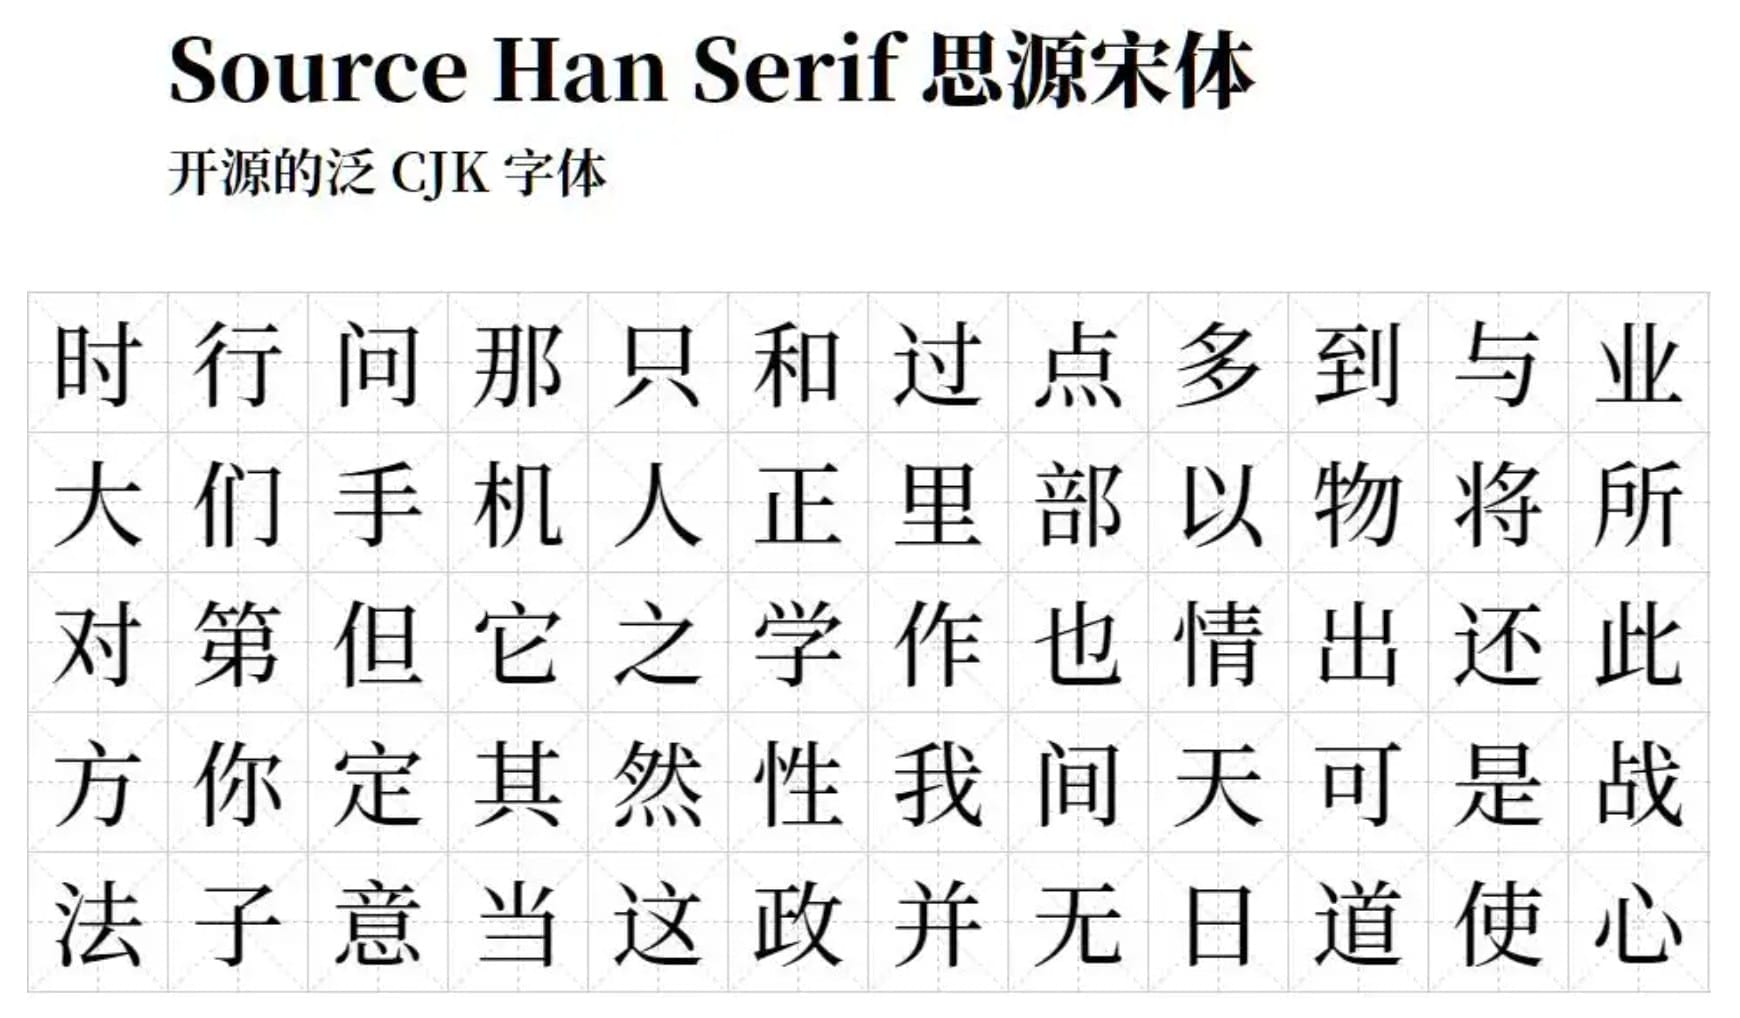 Source Han Serif 思源宋体
开源的泛 CJK 字体
时 行 问 那 只 和 过 点 多 到 与 业
大 们 手 机 人 正 里 部 以 物 将 所
对 第 但 它 之 学 作 也 情 出 还 此
方 你 定 其 然 性 我 间 天 可 是 战
法 子 意 当 这 政 并 无 日 道 使 心